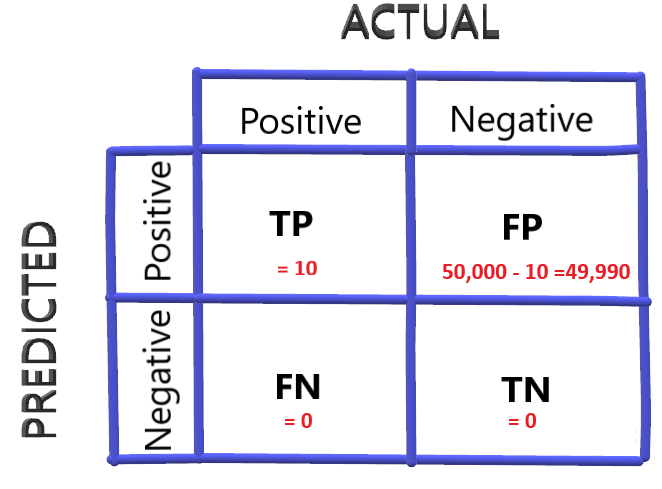 ACTUAL
Positive
Negative
PREDICTED
Positive
TP
= 10
FP
50,000 - 10 =49,990
Negative
FN
= 0
TN
= 0